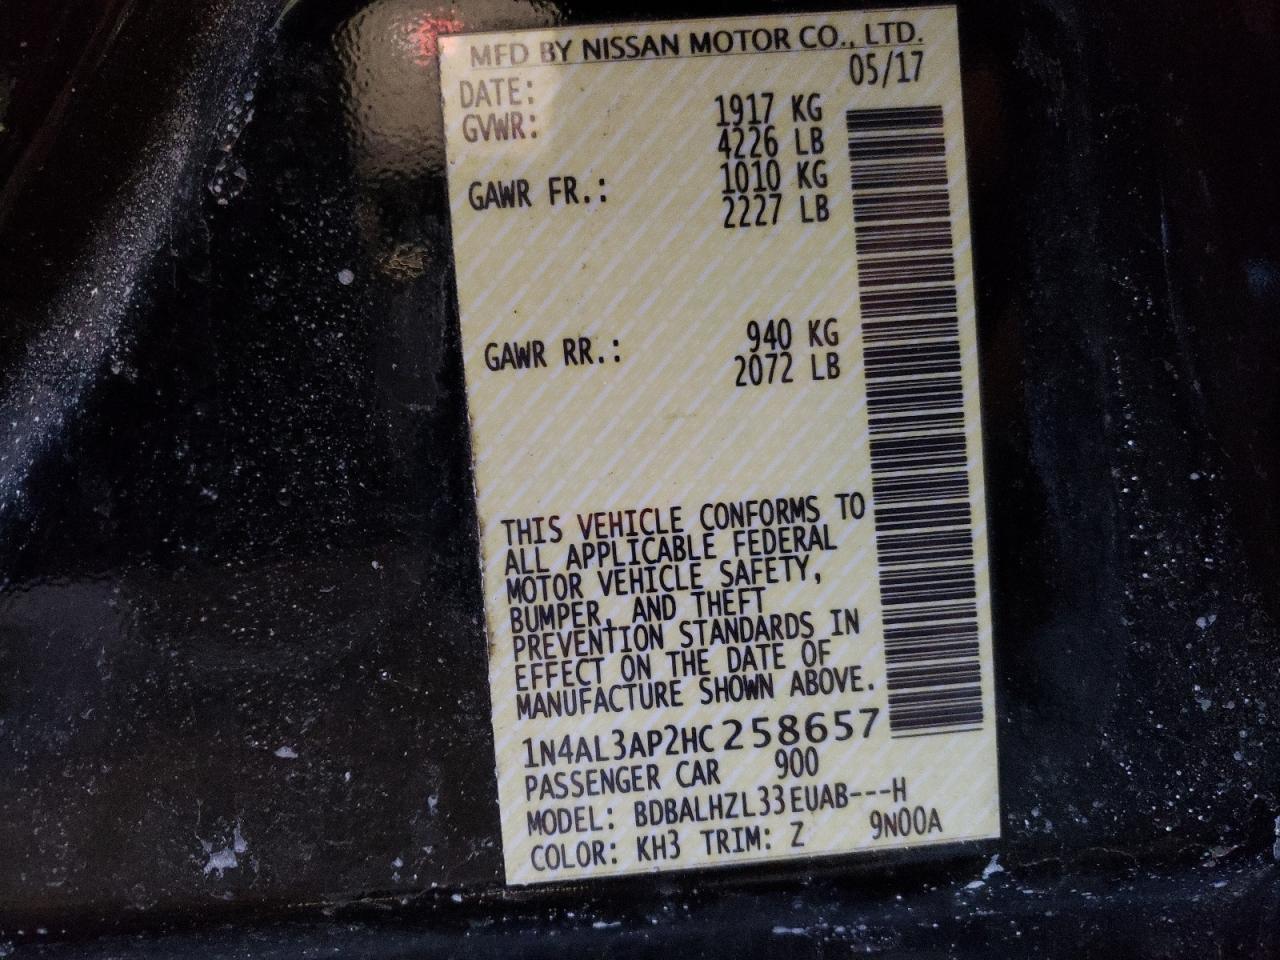 MFD BY NISSAN MOTOR CO., LTD.
DATE: 05/17
GVWR: 1917 KG
4226 LB
GAWR FR.: 1010 KG
2227 LB
GAWR RR.: 940 KG
2072 LB
THIS VEHICLE CONFORMS TO
ALL APPLICABLE FEDERAL
MOTOR VEHICLE SAFETY,
BUMPER, AND THEFT
PREVENTION STANDARDS IN
EFFECT ON THE DATE OF
MANUFACTURE SHOWN ABOVE.
1N4AL3AP2HC258657
PASSENGER CAR 900
MODEL: BDBALHZL33EUAB---H
COLOR: KH3 TRIM: Z 9N00A